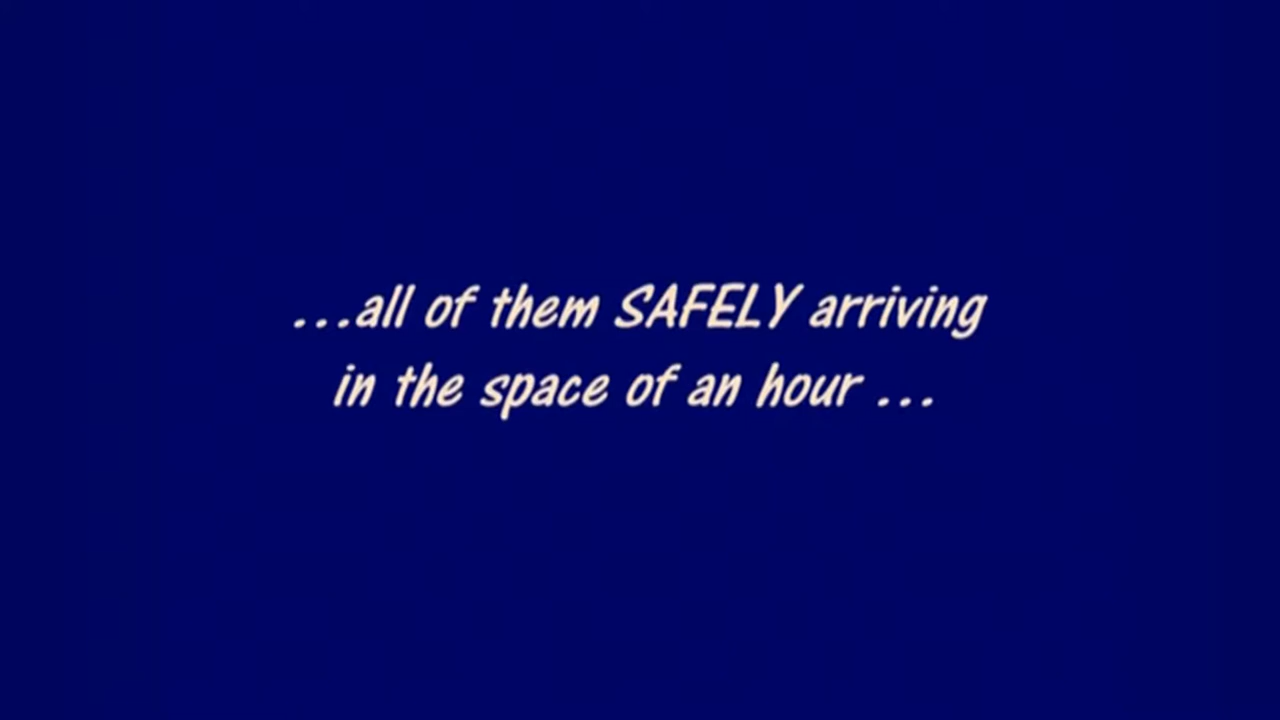 ...all of them SAFELY arriving
in the space of an hour ...